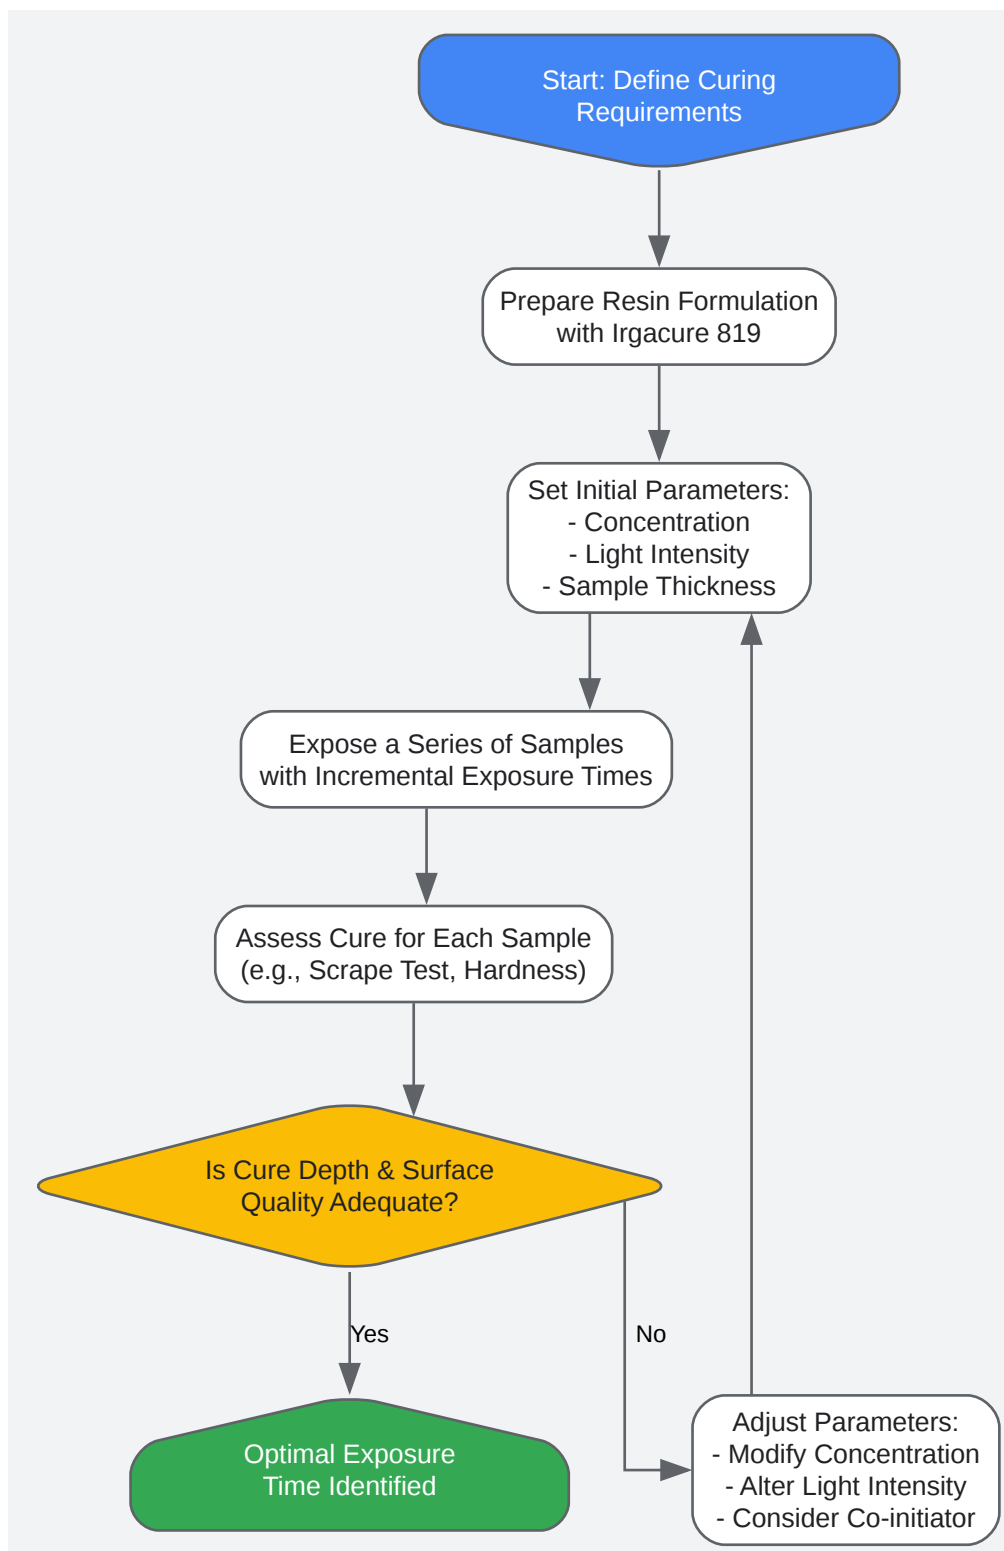 Start: Define Curing
Requirements
Prepare Resin Formulation
with Irgacure 819
Set Initial Parameters:
- Concentration
- Light Intensity
- Sample Thickness
Expose a Series of Samples
with Incremental Exposure Times
Assess Cure for Each Sample
(e.g., Scrape Test, Hardness)
Is Cure Depth & Surface
Quality Adequate?
Yes
No
Optimal Exposure
Time Identified
Adjust Parameters:
- Modify Concentration
- Alter Light Intensity
- Consider Co-initiator